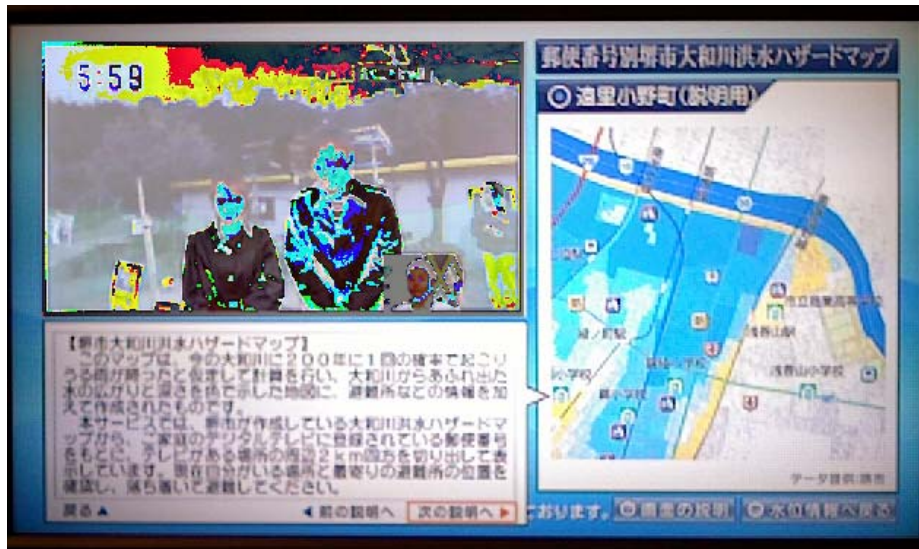 5:59
郵便番号別堺市大和川洪水ハザードマップ
遠里小野町(説明用)
浅香山駅
浅香山小学校
データ提供:堺市
【堺市大和川洪水ハザードマップ】
このマップは、今の大和川に200年に1回の確率で起こり
うる雨が降ったと仮定して計算を行い、大和川からあふれ出た
水の広がりと深さを色で示した地図に、避難所などの情報を加
えて作成されたものです。
本サービスでは、堺市が作成している大和川洪水ハザードマ
ップから、ご家庭のデジタルテレビに登録されている郵便番号
をもとに、テレビがある場所の周辺2km四方を切り出して表
示しています。現在自分がいる場所と最寄りの避難所の位置を
確認し、落ち着いて避難してください。
戻る▲ ◀前の説明へ 次の説明へ▶
ております。 画面の説明 水位情報へ戻る